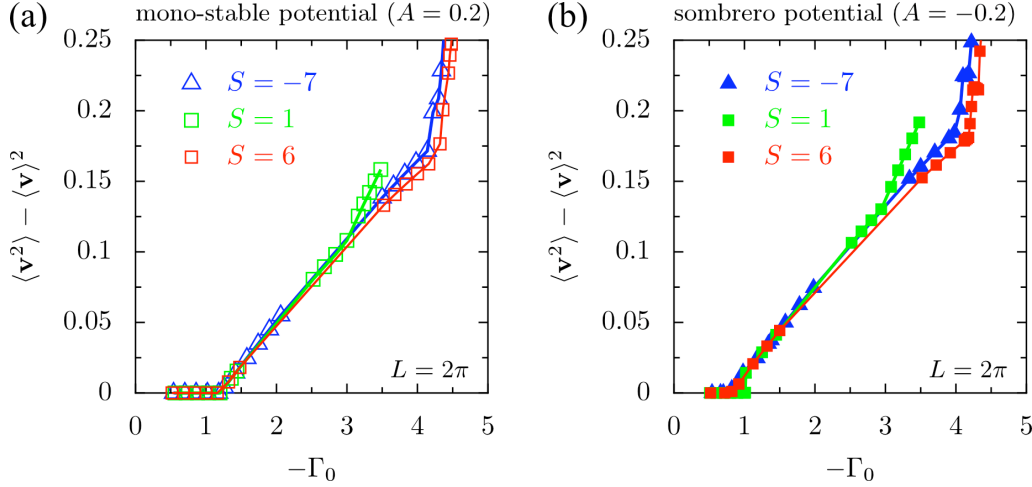 (a) mono-stable potential (A = 0.2)
⟨v²⟩ − ⟨v⟩²
0.25
0.2
0.15
0.1
0.05
0
S = −7
S = 1
S = 6
L = 2π
0 1 2 3 4 5
−Γ₀
(b) sombrero potential (A = −0.2)
⟨v²⟩ − ⟨v⟩²
0.25
0.2
0.15
0.1
0.05
0
S = −7
S = 1
S = 6
L = 2π
0 1 2 3 4 5
−Γ₀